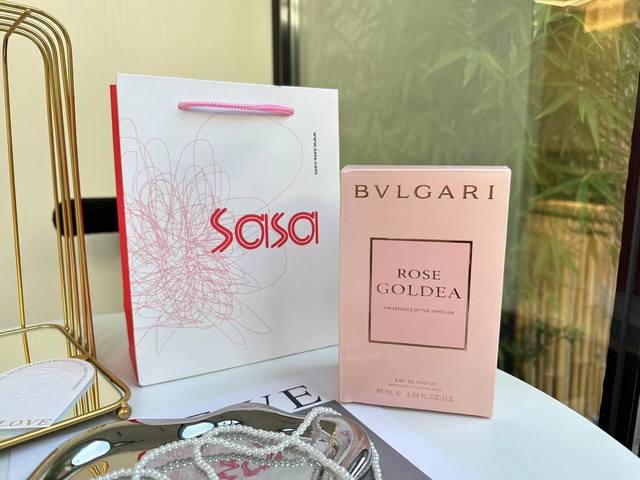 www.sasa.com
sasa
BVLGARI
ROSE
GOLDEA
THE ESSENCE OF THE JEWELLER
EAU DE PARFUM
90 ML ℮ 3.04 FL.OZ.U.S.
LOVE